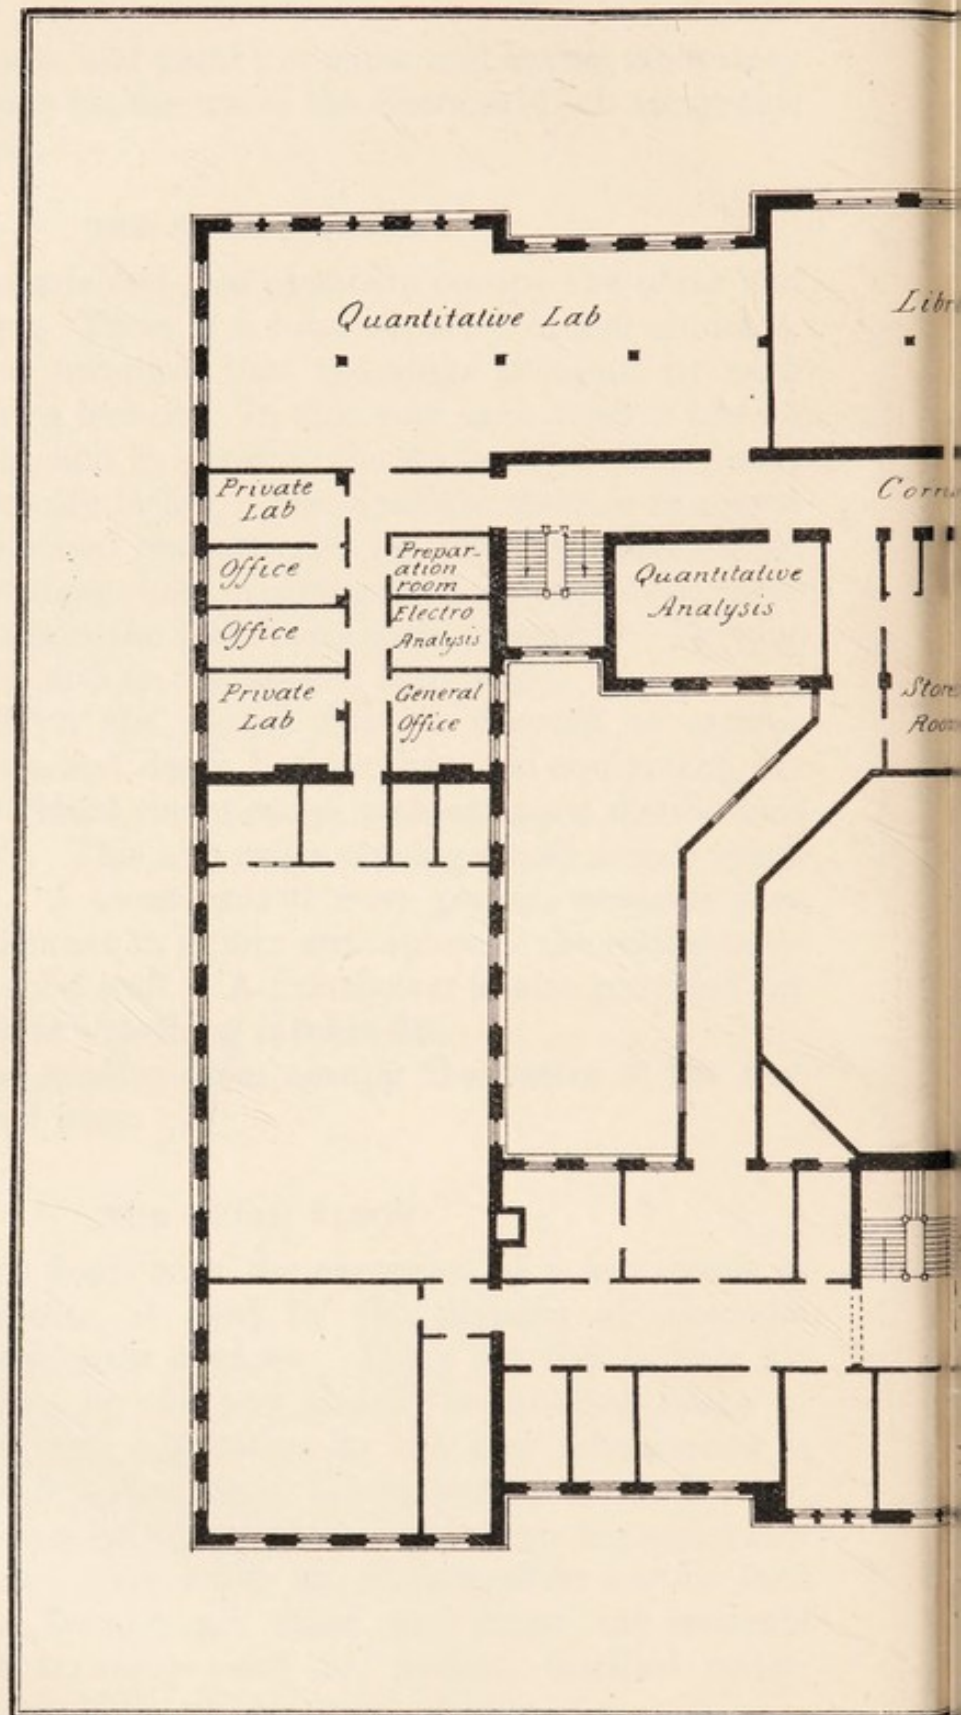 Quantitative Lab
Private
Lab
Office
Office
Private
Lab
Prepar-
ation
room
Electro
Analysis
General
Office
Quantitative
Analysis